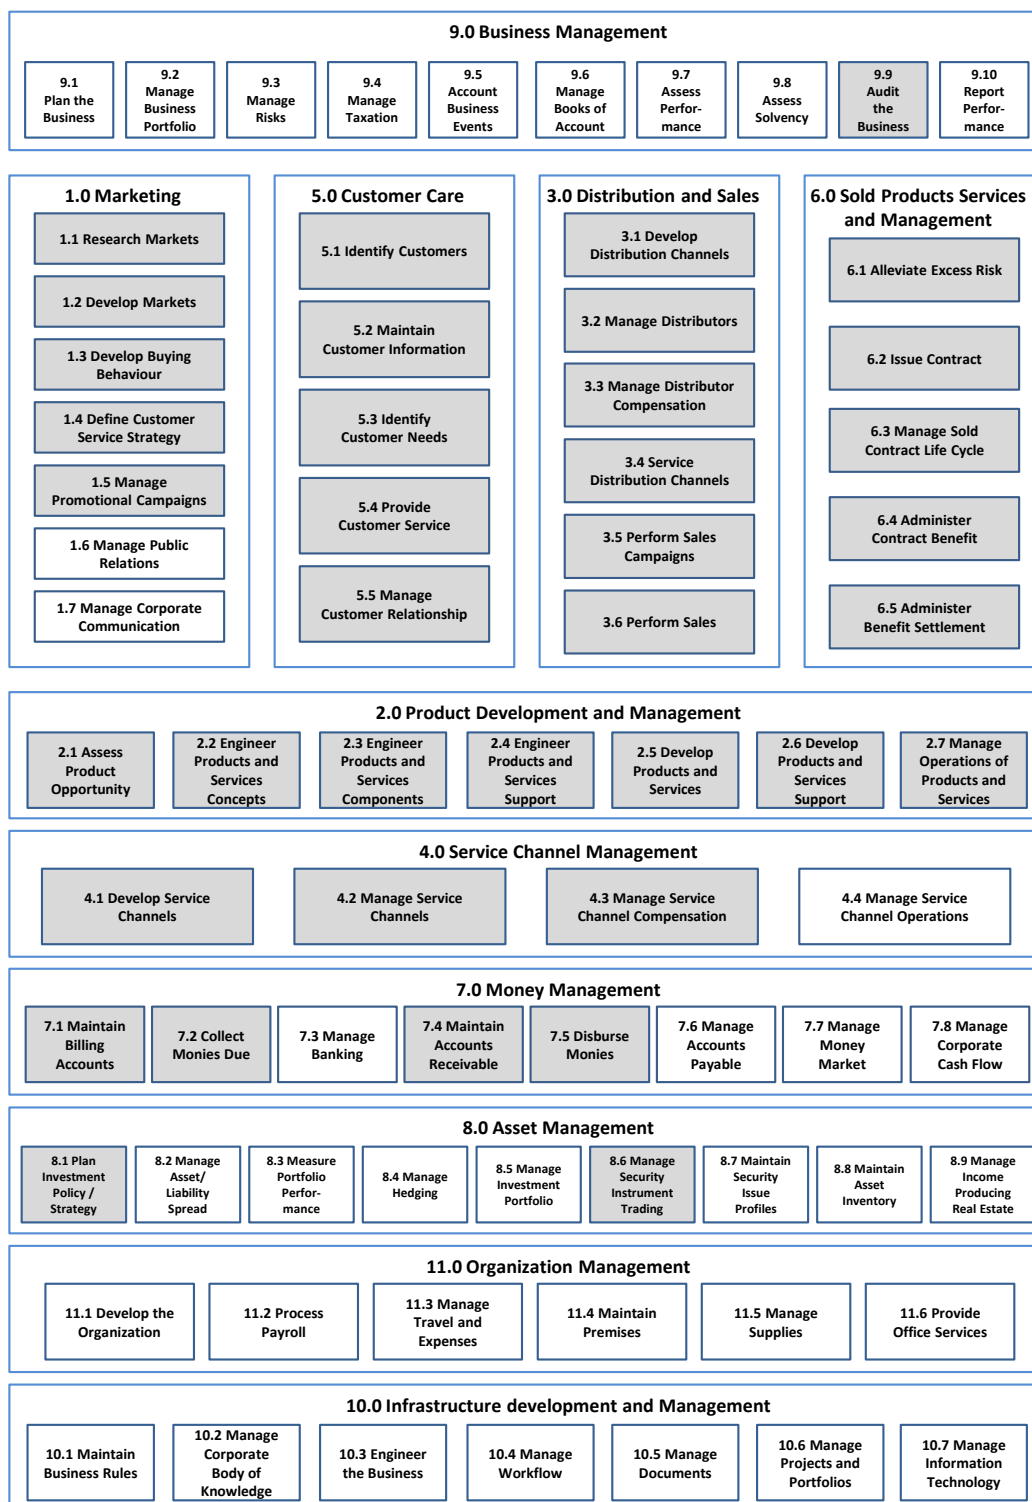 9.0 Business Management
9.1
Plan the
Business
9.2
Manage
Business
Portfolio
9.3
Manage
Risks
9.4
Manage
Taxation
9.5
Account
Business
Events
9.6
Manage
Books of
Account
9.7
Assess
Perfor-
mance
9.8
Assess
Solvency
9.9
Audit
the
Business
9.10
Report
Perfor-
mance
1.0 Marketing
1.1 Research Markets
1.2 Develop Markets
1.3 Develop Buying
Behaviour
1.4 Define Customer
Service Strategy
1.5 Manage
Promotional Campaigns
1.6 Manage Public
Relations
1.7 Manage Corporate
Communication
5.0 Customer Care
5.1 Identify Customers
5.2 Maintain
Customer Information
5.3 Identify
Customer Needs
5.4 Provide
Customer Service
5.5 Manage
Customer Relationship
3.0 Distribution and Sales
3.1 Develop
Distribution Channels
3.2 Manage Distributors
3.3 Manage Distributor
Compensation
3.4 Service
Distribution Channels
3.5 Perform Sales
Campaigns
3.6 Perform Sales
6.0 Sold Products Services
and Management
6.1 Alleviate Excess Risk
6.2 Issue Contract
6.3 Manage Sold
Contract Life Cycle
6.4 Administer
Contract Benefit
6.5 Administer
Benefit Settlement
2.0 Product Development and Management
2.1 Assess
Product
Opportunity
2.2 Engineer
Products and
Services
Concepts
2.3 Engineer
Products and
Services
Components
2.4 Engineer
Products and
Services
Support
2.5 Develop
Products and
Services
2.6 Develop
Products and
Services
Support
2.7 Manage
Operations of
Products and
Services
4.0 Service Channel Management
4.1 Develop Service
Channels
4.2 Manage Service
Channels
4.3 Manage Service
Channel Compensation
4.4 Manage Service
Channel Operations
7.0 Money Management
7.1 Maintain
Billing
Accounts
7.2 Collect
Monies Due
7.3 Manage
Banking
7.4 Maintain
Accounts
Receivable
7.5 Disburse
Monies
7.6 Manage
Accounts
Payable
7.7 Manage
Money
Market
7.8 Manage
Corporate
Cash Flow
8.0 Asset Management
8.1 Plan
Investment
Policy /
Strategy
8.2 Manage
Asset/
Liability
Spread
8.3 Measure
Portfolio
Perfor-
mance
8.4 Manage
Hedging
8.5 Manage
Investment
Portfolio
8.6 Manage
Security
Instrument
Trading
8.7 Maintain
Security
Issue
Profiles
8.8 Maintain
Asset
Inventory
8.9 Manage
Income
Producing
Real Estate
11.0 Organization Management
11.1 Develop the
Organization
11.2 Process
Payroll
11.3 Manage
Travel and
Expenses
11.4 Maintain
Premises
11.5 Manage
Supplies
11.6 Provide
Office Services
10.0 Infrastructure development and Management
10.1 Maintain
Business Rules
10.2 Manage
Corporate
Body of
Knowledge
10.3 Engineer
the Business
10.4 Manage
Workflow
10.5 Manage
Documents
10.6 Manage
Projects and
Portfolios
10.7 Manage
Information
Technology